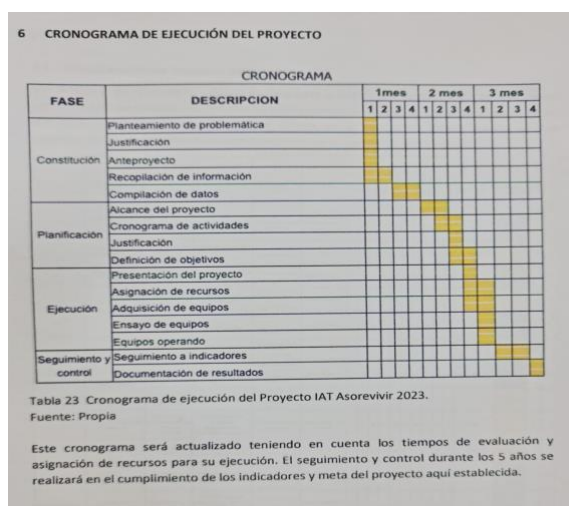 6 CRONOGRAMA DE EJECUCIÓN DEL PROYECTO
CRONOGRAMA
FASE DESCRIPCION 1mes 2 mes 3 mes
1 2 3 4 1 2 3 4 1 2 3 4
Planteamiento de problemática
Justificación
Constitución Anteproyecto
Recopilación de información
Compilación de datos
Alcance del proyecto
Cronograma de actividades
Planificación
Justificación
Definición de objetivos
Presentación del proyecto
Asignación de recursos
Ejecución Adquisición de equipos
Ensayo de equipos
Equipos operando
Seguimiento y Seguimiento a indicadores
control Documentación de resultados
Tabla 23 Cronograma de ejecución del Proyecto IAT Asorevivir 2023.
Fuente: Propia
Este cronograma será actualizado teniendo en cuenta los tiempos de evaluación y
asignación de recursos para su ejecución. El seguimiento y control durante los 5 años se
realizará en el cumplimiento de los indicadores y meta del proyecto aquí establecida.